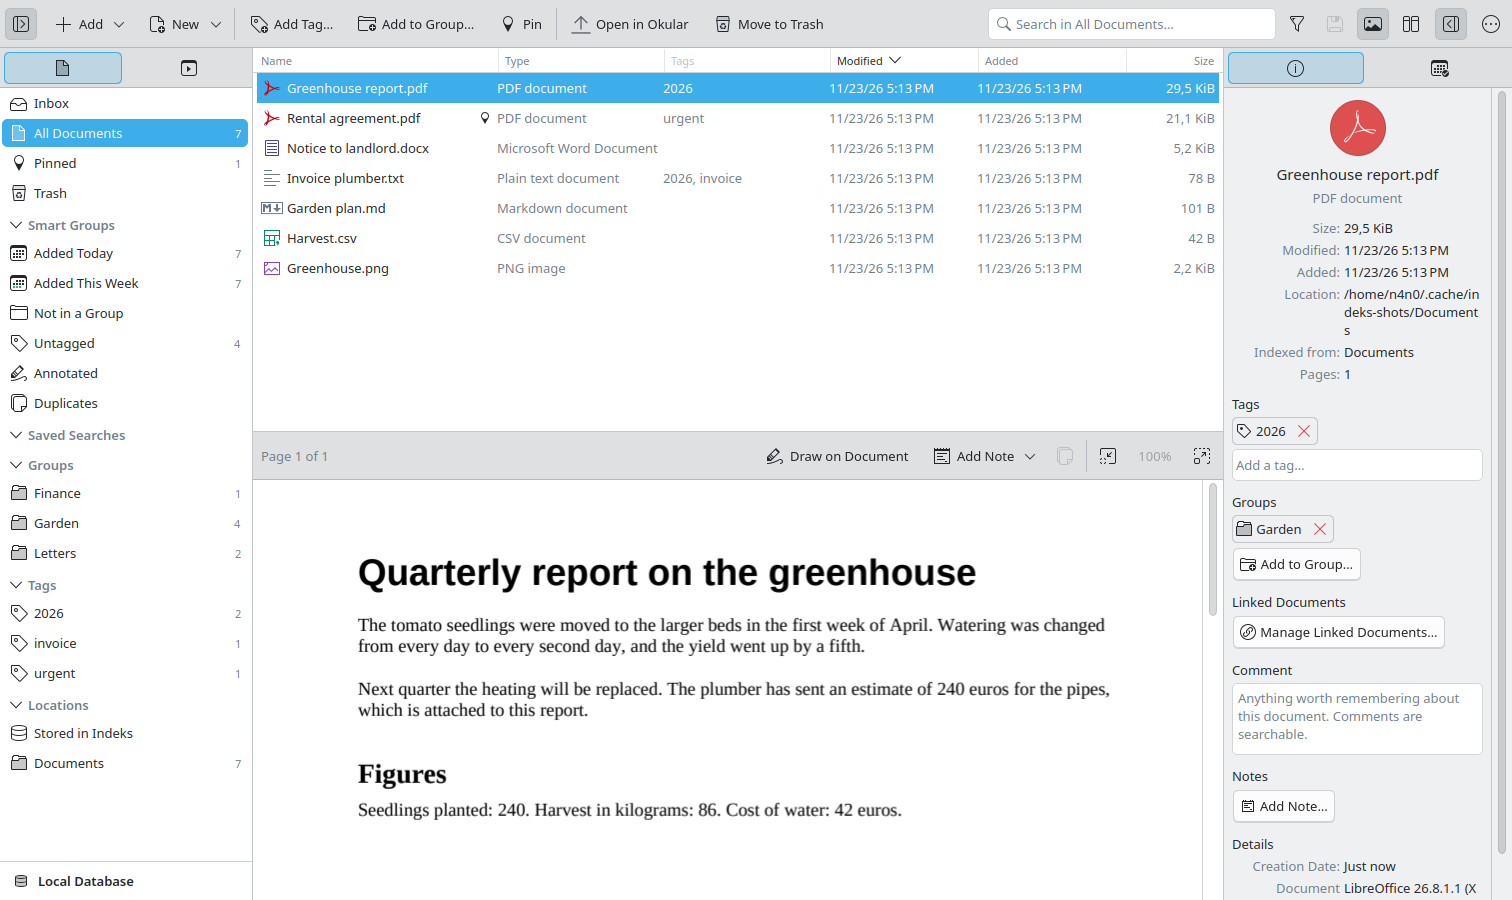 Add New Add Tag... Add to Group... Pin Open in Okular Move to Trash Search in All Documents...
Inbox
All Documents 7
Pinned 1
Trash
Smart Groups
Added Today 7
Added This Week 7
Not in a Group
Untagged 4
Annotated
Duplicates
Saved Searches
Groups
Finance 1
Garden 4
Letters 2
Tags
2026 2
invoice 1
urgent 1
Locations
Stored in Indeks
Documents 7
Local Database
Name Type Tags Modified Added Size
Greenhouse report.pdf PDF document 2026 11/23/26 5:13 PM 11/23/26 5:13 PM 29,5 KiB
Rental agreement.pdf PDF document urgent 11/23/26 5:13 PM 11/23/26 5:13 PM 21,1 KiB
Notice to landlord.docx Microsoft Word Document 11/23/26 5:13 PM 11/23/26 5:13 PM 5,2 KiB
Invoice plumber.txt Plain text document 2026, invoice 11/23/26 5:13 PM 11/23/26 5:13 PM 78 B
Garden plan.md Markdown document 11/23/26 5:13 PM 11/23/26 5:13 PM 101 B
Harvest.csv CSV document 11/23/26 5:13 PM 11/23/26 5:13 PM 42 B
Greenhouse.png PNG image 11/23/26 5:13 PM 11/23/26 5:13 PM 2,2 KiB
Page 1 of 1 Draw on Document Add Note 100%
Quarterly report on the greenhouse
The tomato seedlings were moved to the larger beds in the first week of April. Watering was changed
from every day to every second day, and the yield went up by a fifth.
Next quarter the heating will be replaced. The plumber has sent an estimate of 240 euros for the pipes,
which is attached to this report.
Figures
Seedlings planted: 240. Harvest in kilograms: 86. Cost of water: 42 euros.
Greenhouse report.pdf
PDF document
Size: 29,5 KiB
Modified: 11/23/26 5:13 PM
Added: 11/23/26 5:13 PM
Location: /home/n4n0/.cache/in
deks-shots/Document
s
Indexed from: Documents
Pages: 1
Tags
2026
Add a tag...
Groups
Garden
Add to Group...
Linked Documents
Manage Linked Documents...
Comment
Anything worth remembering about
this document. Comments are
searchable.
Notes
Add Note...
Details
Creation Date: Just now
Document LibreOffice 26.8.1.1 (X